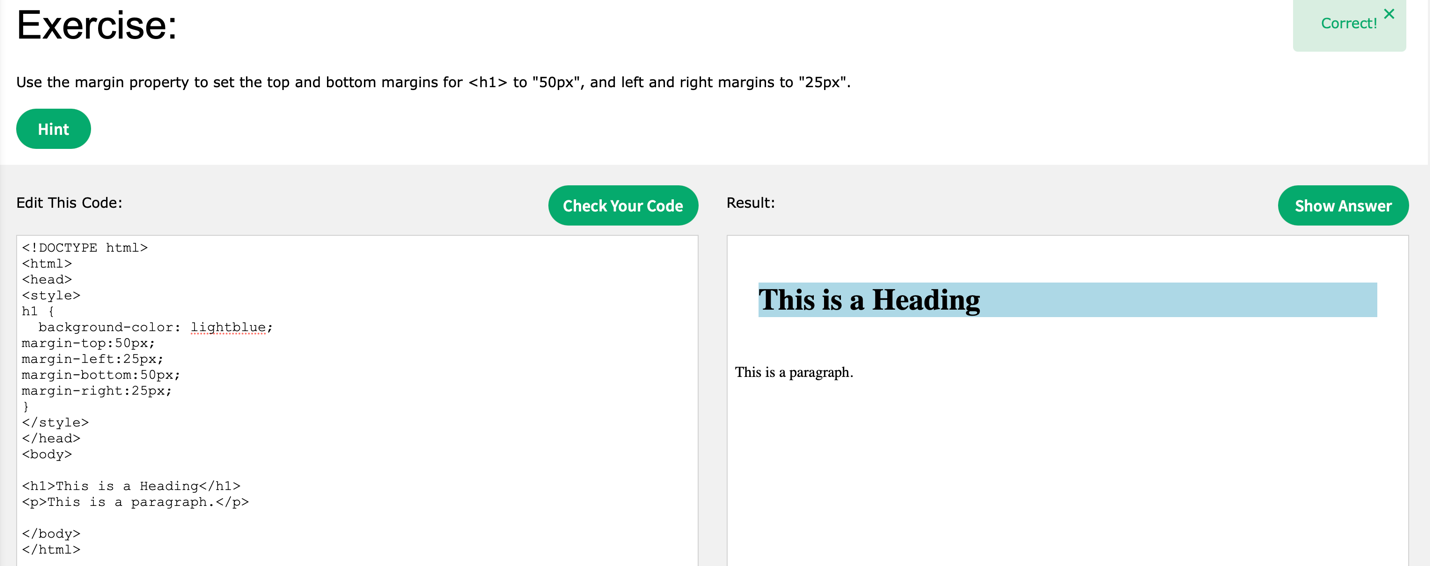 Exercise:
Correct! ×
Use the margin property to set the top and bottom margins for <h1> to "50px", and left and right margins to "25px".
Hint
Edit This Code:
Check Your Code
<!DOCTYPE html>
<html>
<head>
<style>
h1 {
  background-color: lightblue;
margin-top:50px;
margin-left:25px;
margin-bottom:50px;
margin-right:25px;
}
</style>
</head>
<body>

<h1>This is a Heading</h1>
<p>This is a paragraph.</p>

</body>
</html>
Result:
Show Answer
This is a Heading
This is a paragraph.